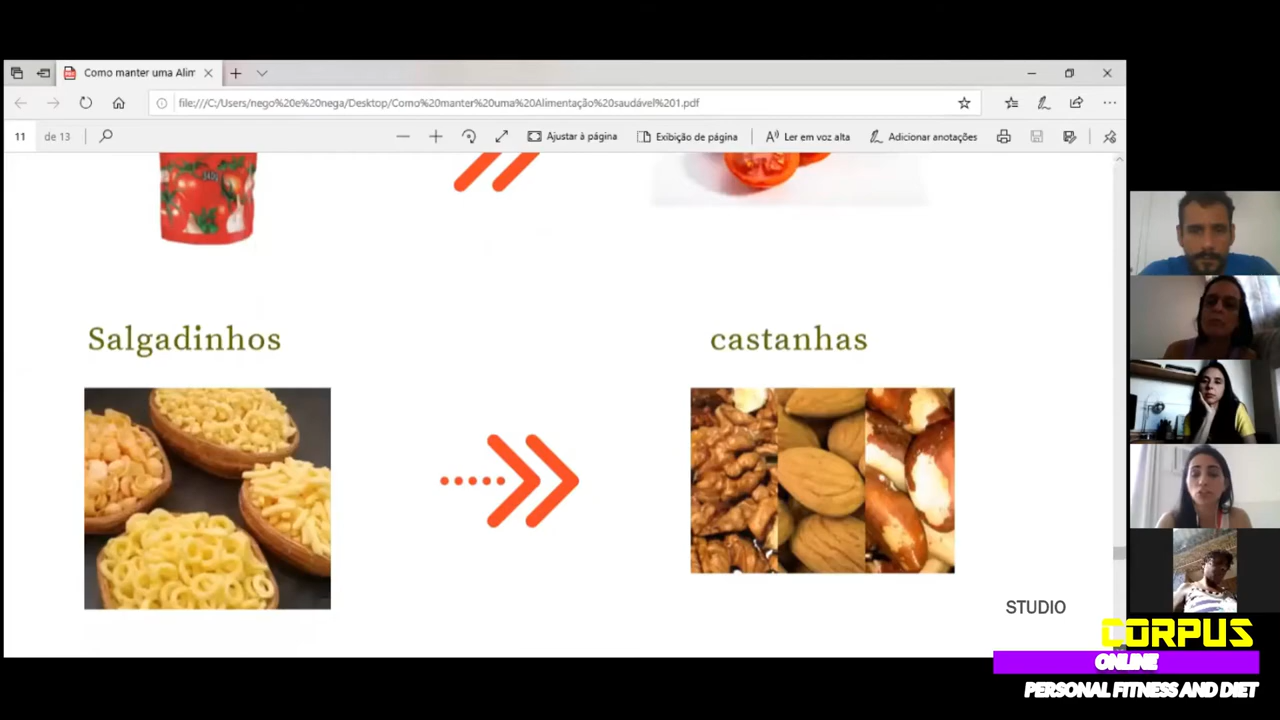 Como manter uma Alin
file:///C:/Users/nego%20e%20nega/Desktop/Como%20manter%20uma%20Alimentação%20saudável%201.pdf
11 de 13
Ajustar à página
Exibição de página
Ler em voz alta
Adicionar anotações
340g
Salgadinhos
castanhas
STUDIO
CORPUS
ONLINE
PERSONAL FITNESS AND DIET